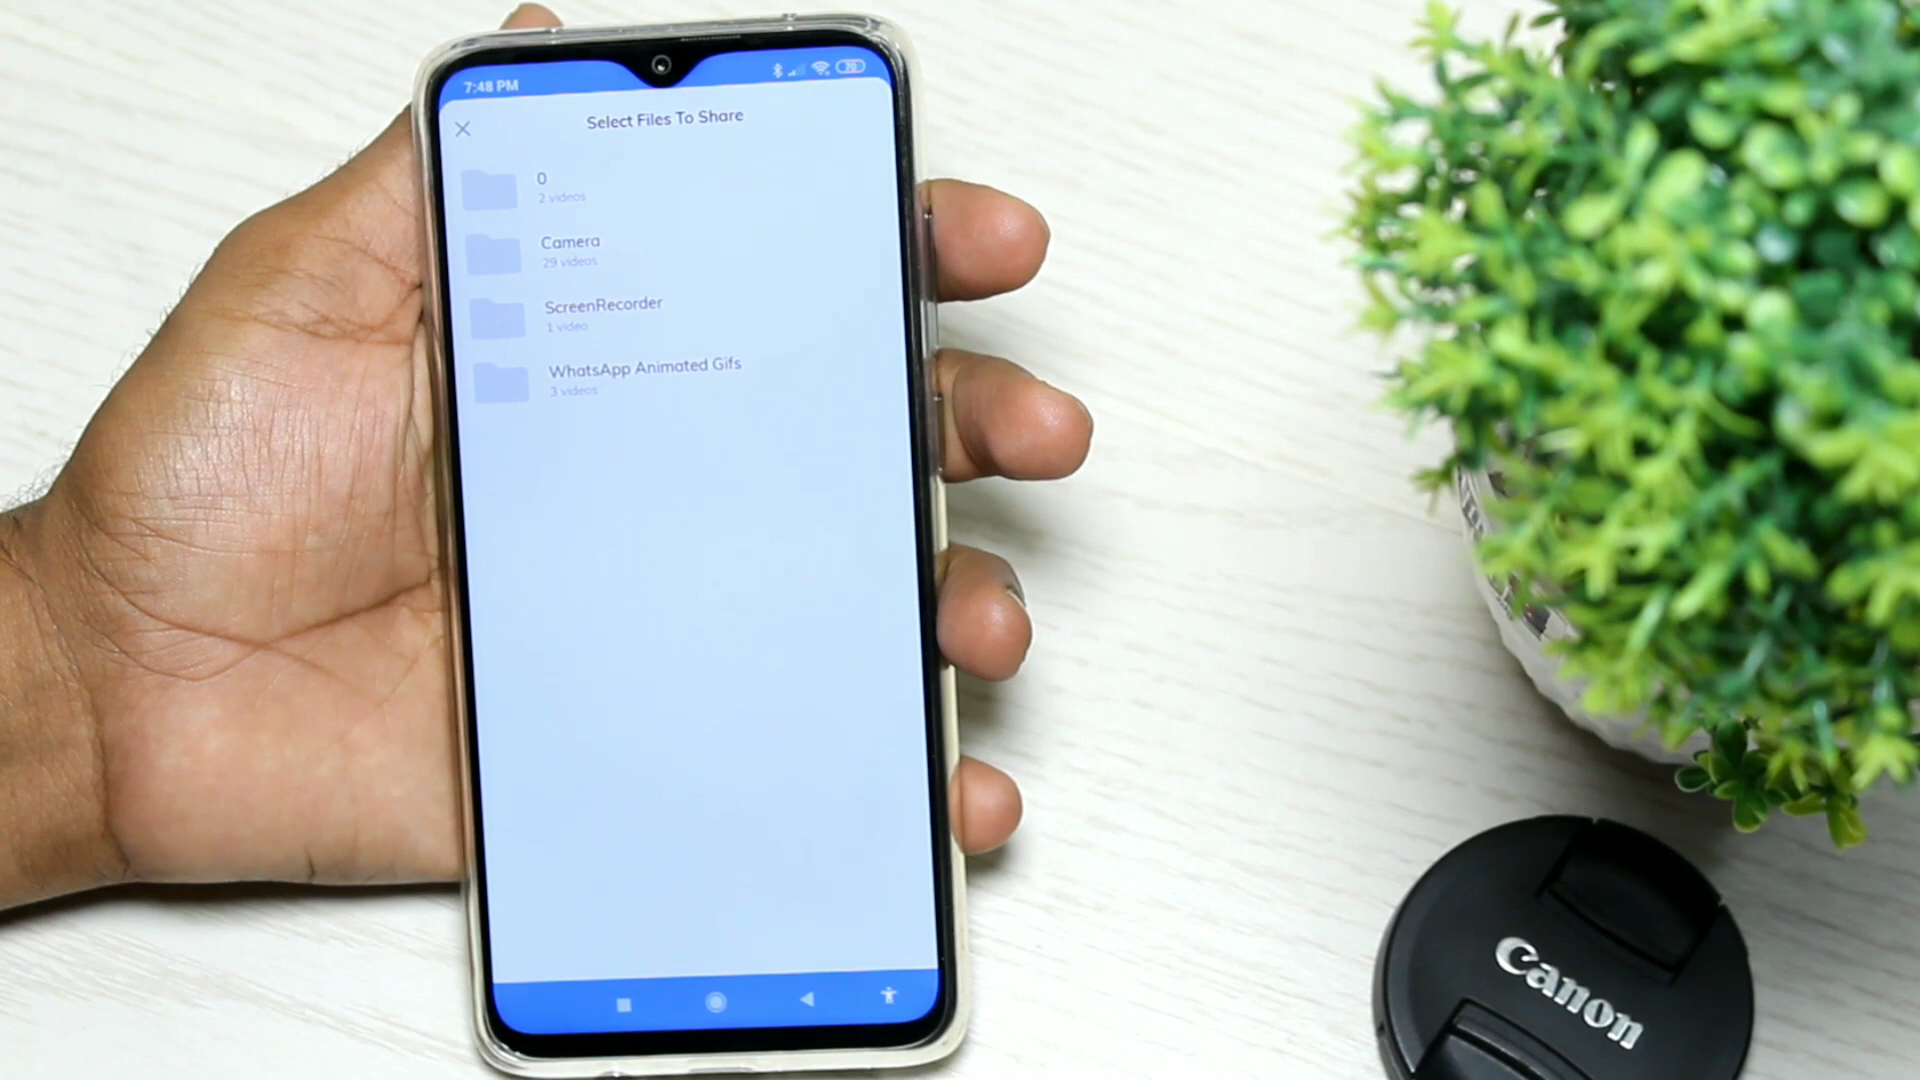 7:48 PM
70
Select Files To Share
0
2 videos
Camera
29 videos
ScreenRecorder
1 video
WhatsApp Animated Gifs
3 videos
Canon